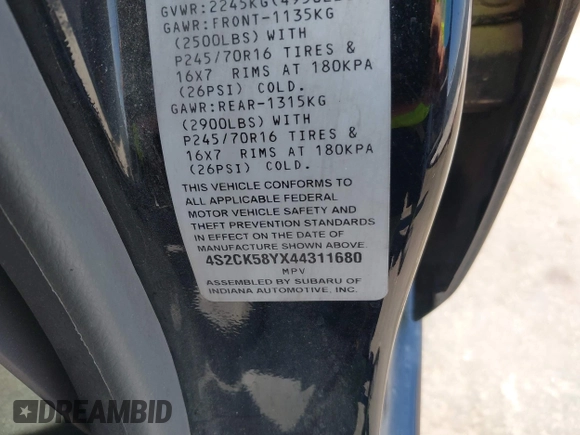 GVWR:2245KG
GAWR:FRONT-1135KG
(2500LBS) WITH
P245/70R16 TIRES &
16X7 RIMS AT 180KPA
(26PSI) COLD.
GAWR:REAR-1315KG
(2900LBS) WITH
P245/70R16 TIRES &
16X7 RIMS AT 180KPA
(26PSI) COLD.
THIS VEHICLE CONFORMS TO
ALL APPLICABLE FEDERAL
MOTOR VEHICLE SAFETY AND
THEFT PREVENTION STANDARDS
IN EFFECT ON THE DATE OF
MANUFACTURE SHOWN ABOVE.
4S2CK58YX44311680
MPV
ASSEMBLED BY SUBARU OF
INDIANA AUTOMOTIVE, INC.
DREAMBID